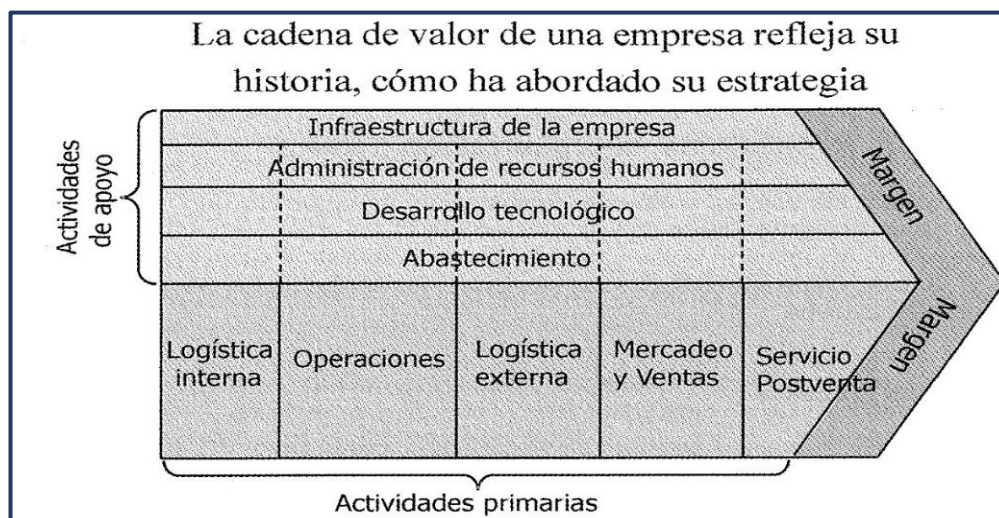 La cadena de valor de una empresa refleja su
historia, cómo ha abordado su estrategia
Actividades
de apoyo
Infraestructura de la empresa
Administración de recursos humanos
Desarrollo tecnológico
Abastecimiento
Margen
Logística
interna
Operaciones
Logística
externa
Mercadeo
y Ventas
Servicio
Postventa
Margen
Actividades primarias